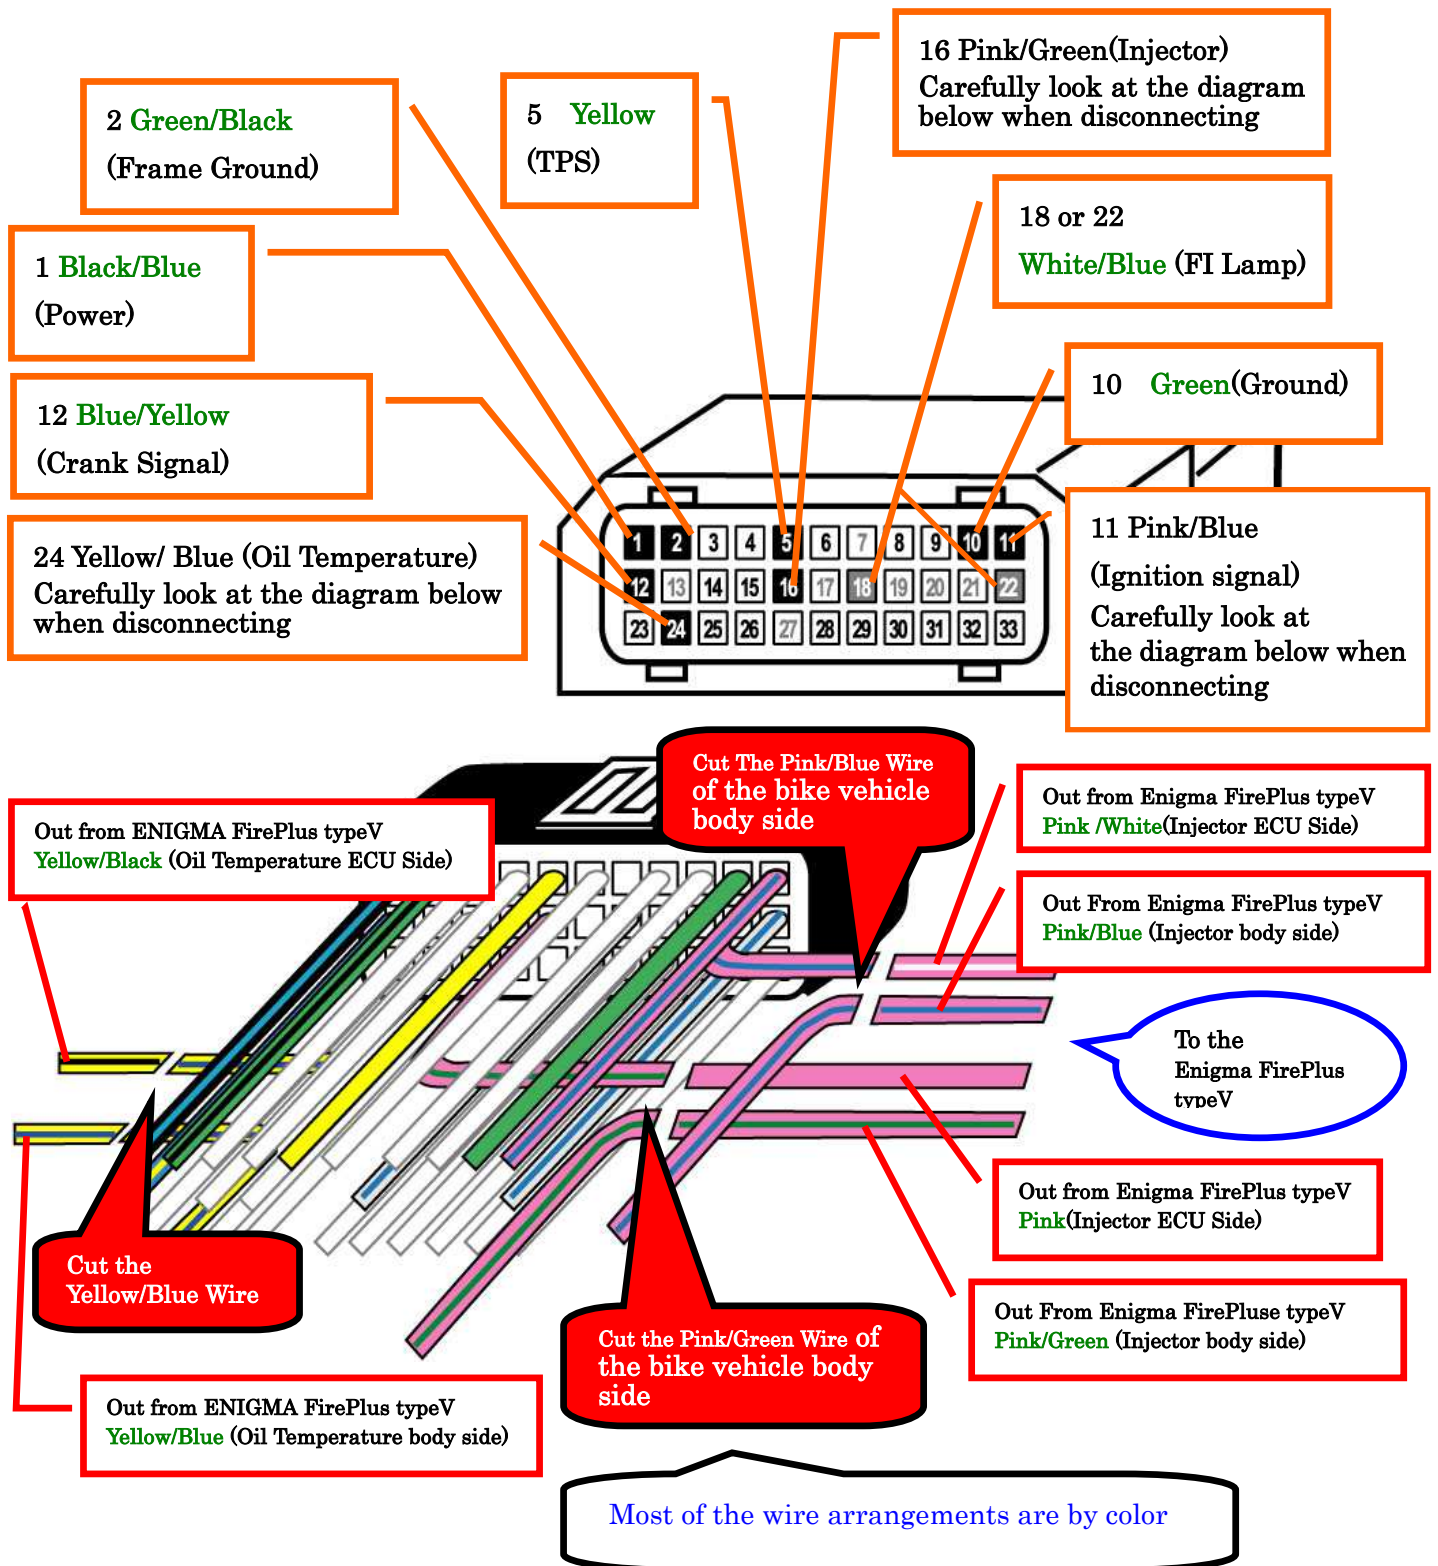 16 Pink/Green(Injector)
Carefully look at the diagram
below when disconnecting
2 Green/Black
(Frame Ground)
5 Yellow
(TPS)
18 or 22
White/Blue (FI Lamp)
1 Black/Blue
(Power)
10 Green(Ground)
12 Blue/Yellow
(Crank Signal)
24 Yellow/ Blue (Oil Temperature)
Carefully look at the diagram below
when disconnecting
11 Pink/Blue
(Ignition signal)
Carefully look at
the diagram below when
disconnecting
1 2 3 4 5 6 7 8 9 10 11
12 13 14 15 16 17 18 19 20 21 22
23 24 25 26 27 28 29 30 31 32 33
Cut The Pink/Blue Wire
of the bike vehicle
body side
Out from Enigma FirePlus typeV
Pink /White(Injector ECU Side)
Out from ENIGMA FirePlus typeV
Yellow/Black (Oil Temperature ECU Side)
Out From Enigma FirePlus typeV
Pink/Blue (Injector body side)
To the
Enigma FirePlus
typeV
Out from Enigma FirePlus typeV
Pink(Injector ECU Side)
Cut the
Yellow/Blue Wire
Out From Enigma FirePluse typeV
Pink/Green (Injector body side)
Cut the Pink/Green Wire of
the bike vehicle body
side
Out from ENIGMA FirePlus typeV
Yellow/Blue (Oil Temperature body side)
Most of the wire arrangements are by color